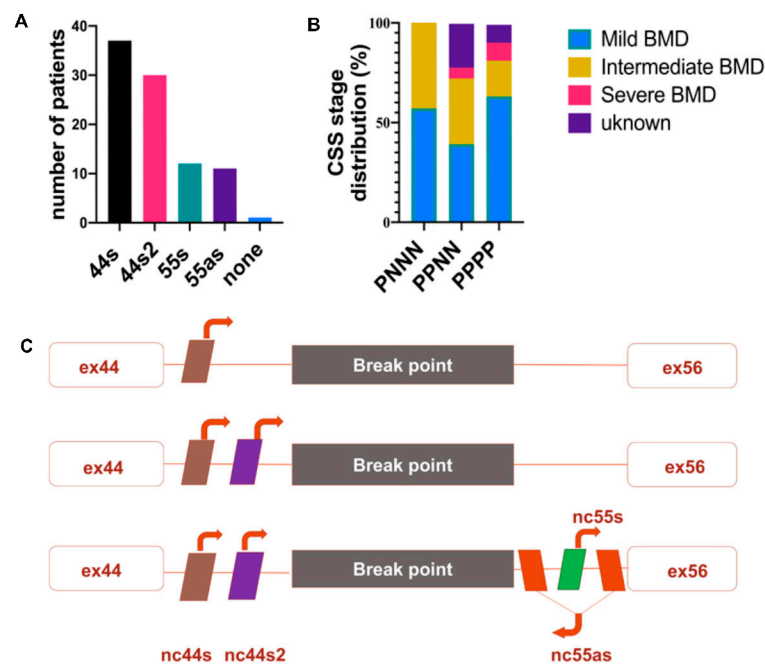 A
number of patients
40
30
20
10
0
44s
44s2
55s
55as
none
B
CSS stage
distribution (%)
100
50
0
PNNN
PPNN
PPPP
Mild BMD
Intermediate BMD
Severe BMD
uknown
C
ex44
Break point
ex56
ex44
Break point
ex56
nc55s
ex44
Break point
ex56
nc44s
nc44s2
nc55as